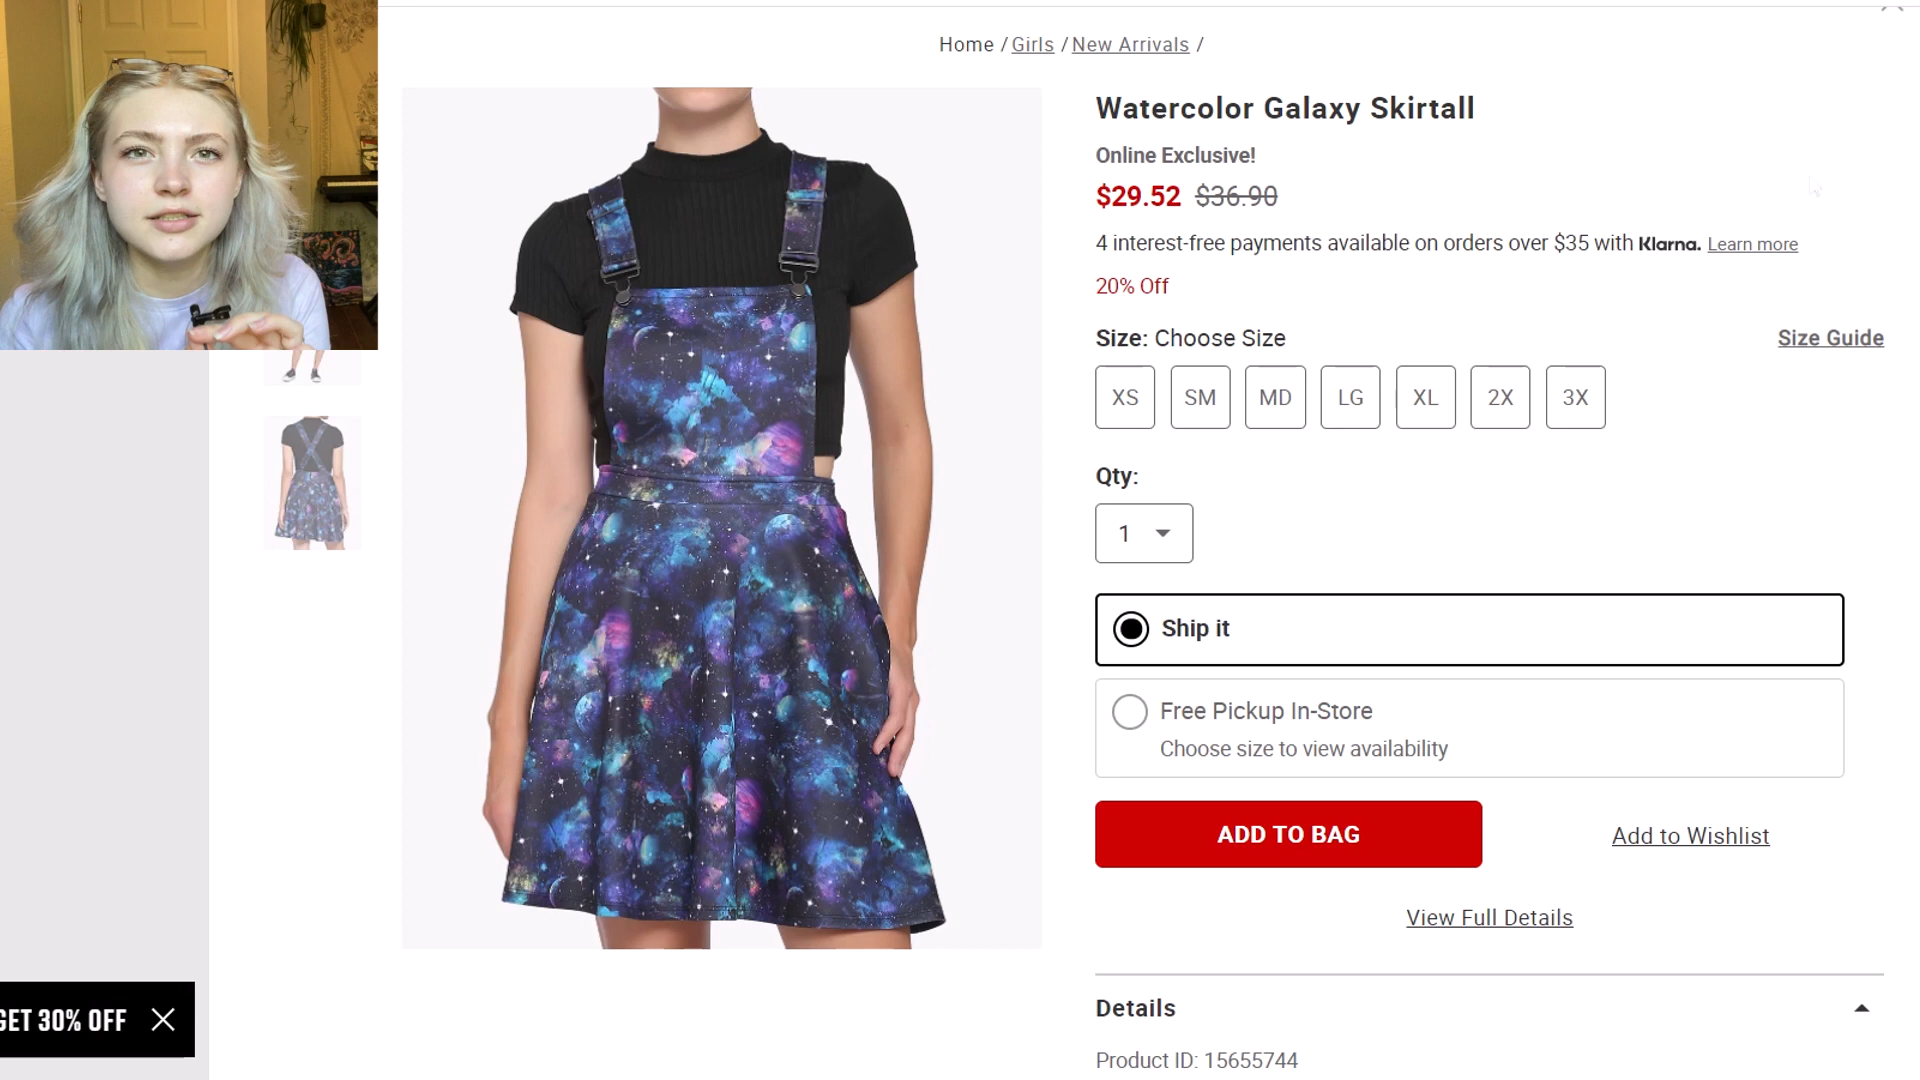 Home / Girls / New Arrivals /
Watercolor Galaxy Skirtall
Online Exclusive!
$29.52 $36.90
4 interest-free payments available on orders over $35 with Klarna. Learn more
20% Off
Size: Choose Size
Size Guide
XS SM MD LG XL 2X 3X
Qty:
1
Ship it
Free Pickup In-Store
Choose size to view availability
ADD TO BAG
Add to Wishlist
View Full Details
Details
Product ID: 15655744
GET 30% OFF